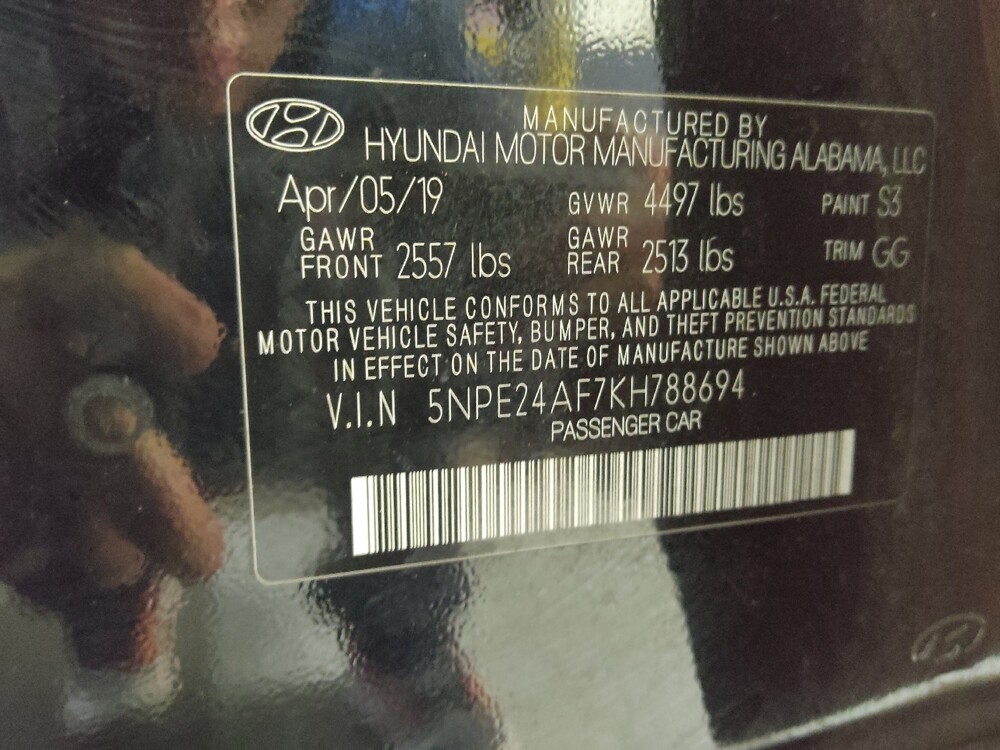 MANUFACTURED BY
HYUNDAI MOTOR MANUFACTURING ALABAMA, LLC
Apr/05/19 GVWR 4497 lbs PAINT S3
GAWR FRONT 2557 lbs GAWR REAR 2513 lbs TRIM GG
THIS VEHICLE CONFORMS TO ALL APPLICABLE U.S.A. FEDERAL
MOTOR VEHICLE SAFETY, BUMPER, AND THEFT PREVENTION STANDARDS
IN EFFECT ON THE DATE OF MANUFACTURE SHOWN ABOVE
V.I.N 5NPE24AF7KH788694
PASSENGER CAR